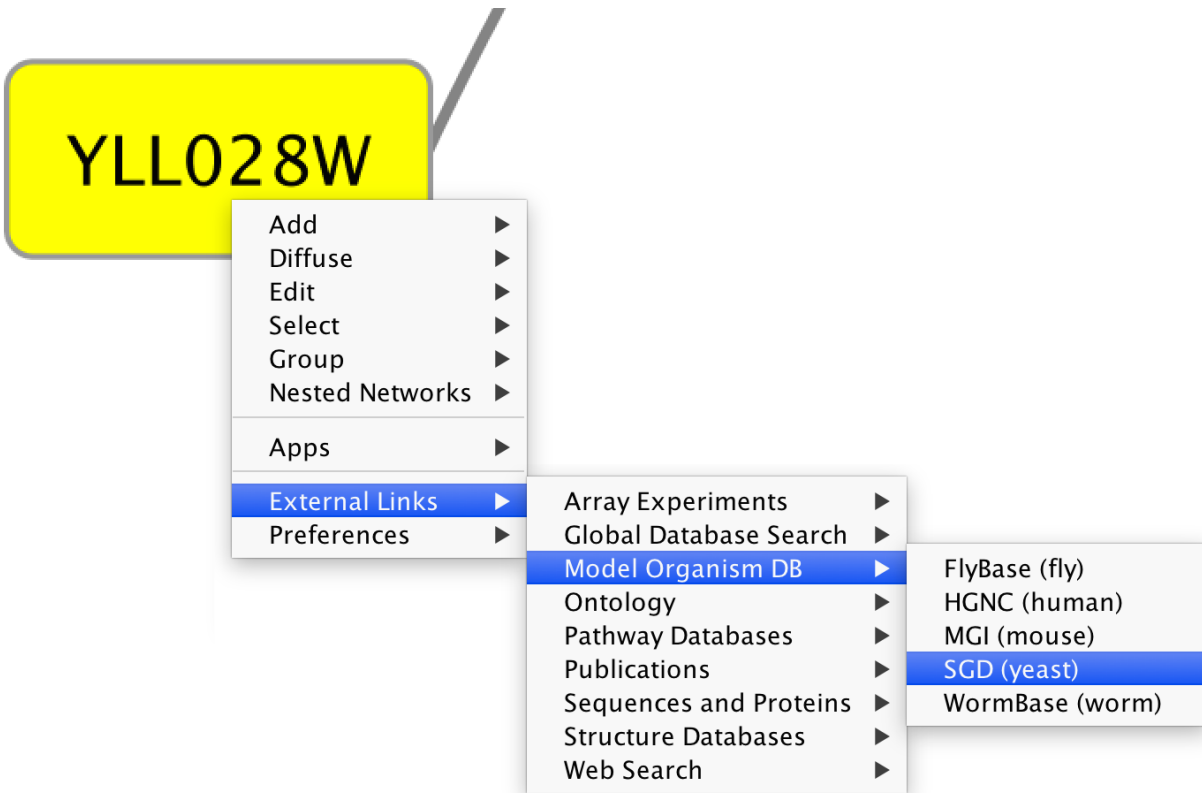 YLL028W
Add
Diffuse
Edit
Select
Group
Nested Networks
Apps
External Links
Preferences
Array Experiments
Global Database Search
Model Organism DB
Ontology
Pathway Databases
Publications
Sequences and Proteins
Structure Databases
Web Search
FlyBase (fly)
HGNC (human)
MGI (mouse)
SGD (yeast)
WormBase (worm)